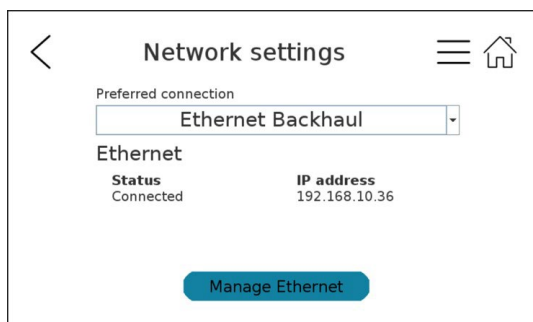 Network settings
Preferred connection
Ethernet Backhaul
Ethernet
Status IP address
Connected 192.168.10.36
Manage Ethernet